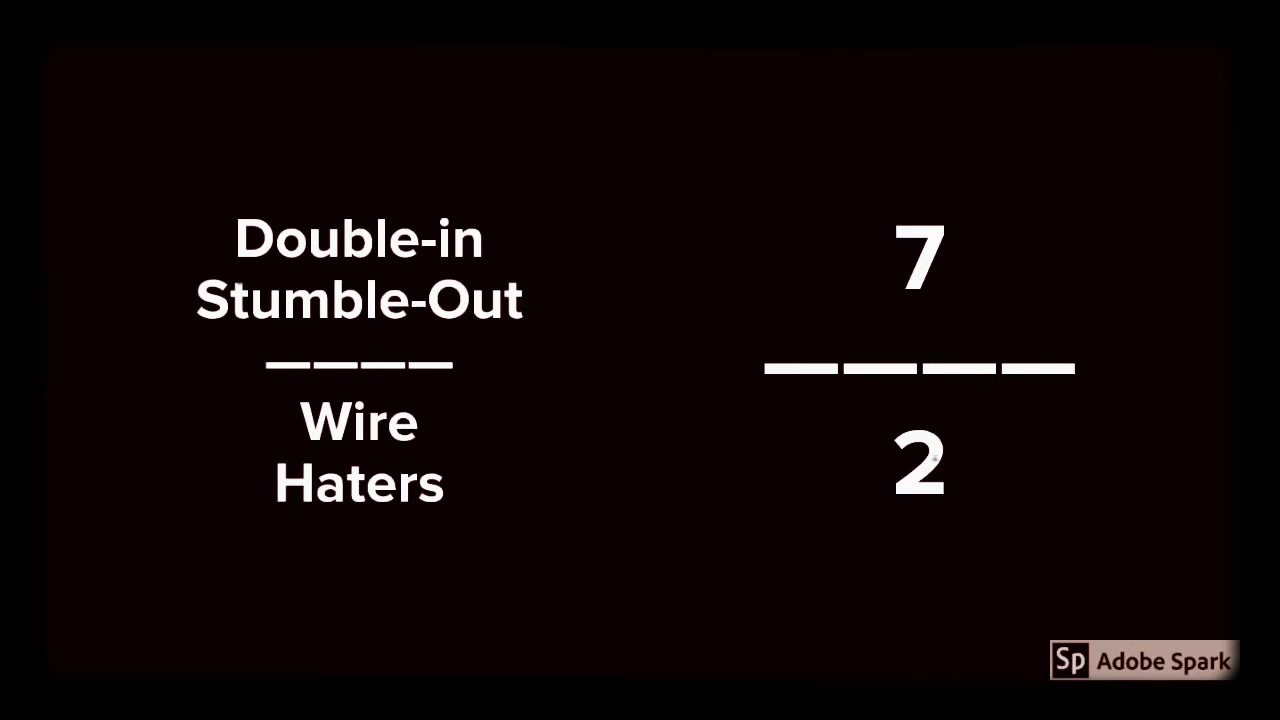 Double-in
Stumble-Out
————
Wire
Haters
7
————
2
Sp Adobe Spark